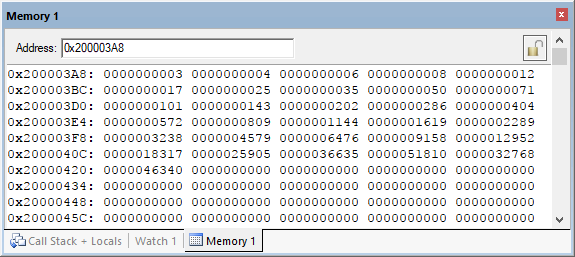 Memory 1
Address: 0x200003A8
0x200003A8: 0000000003 0000000004 0000000006 0000000008 0000000012
0x200003BC: 0000000017 0000000025 0000000035 0000000050 0000000071
0x200003D0: 0000000101 0000000143 0000000202 0000000286 0000000404
0x200003E4: 0000000572 0000000809 0000001144 0000001619 0000002289
0x200003F8: 0000003238 0000004579 0000006476 0000009158 0000012952
0x2000040C: 0000018317 0000025905 0000036635 0000051810 0000032768
0x20000420: 0000046340 0000000000 0000000000 0000000000 0000000000
0x20000434: 0000000000 0000000000 0000000000 0000000000 0000000000
0x20000448: 0000000000 0000000000 0000000000 0000000000 0000000000
0x2000045C: 0000000000 0000000000 0000000000 0000000000 0000000000
Call Stack + Locals Watch 1 Memory 1